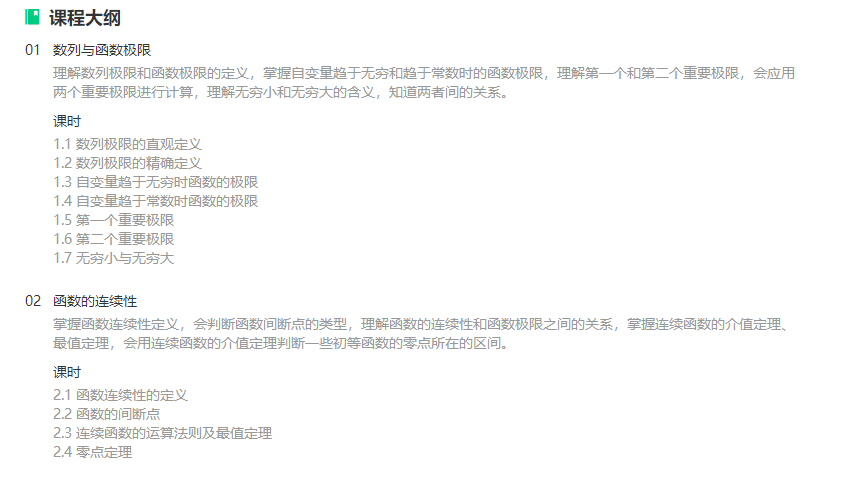 课程大纲
01 数列与函数极限
理解数列极限和函数极限的定义，掌握自变量趋于无穷和趋于常数时的函数极限，理解第一个和第二个重要极限，会应用
两个重要极限进行计算，理解无穷小和无穷大的含义，知道两者间的关系。
课时
1.1 数列极限的直观定义
1.2 数列极限的精确定义
1.3 自变量趋于无穷时函数的极限
1.4 自变量趋于常数时函数的极限
1.5 第一个重要极限
1.6 第二个重要极限
1.7 无穷小与无穷大
02 函数的连续性
掌握函数连续性定义，会判断函数间断点的类型，理解函数的连续性和函数极限之间的关系，掌握连续函数的介值定理、
最值定理，会用连续函数的介值定理判断一些初等函数的零点所在的区间。
课时
2.1 函数连续性的定义
2.2 函数的间断点
2.3 连续函数的运算法则及最值定理
2.4 零点定理